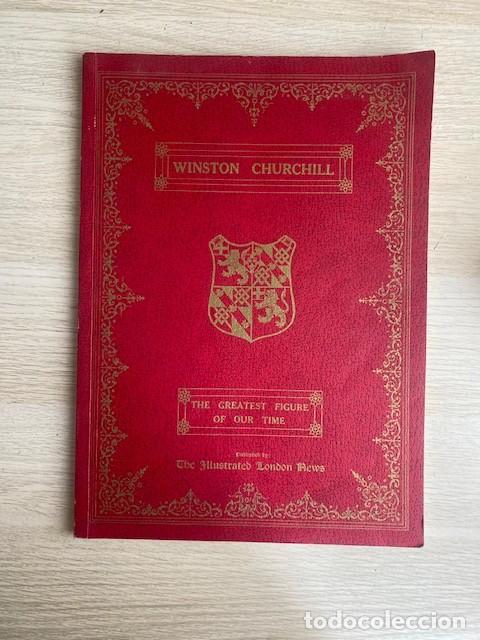 WINSTON CHURCHILL
THE GREATEST FIGURE
OF OUR TIME
Published by:
The Illustrated London News
todocoleccion